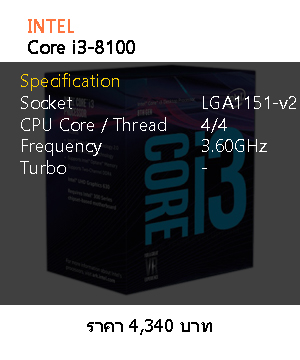 INTEL
Core i3-8100
Specification
Socket LGA1151-v2
CPU Core / Thread 4/4
Frequency 3.60GHz
Turbo -
CORE i3
ราคา 4,340 บาท